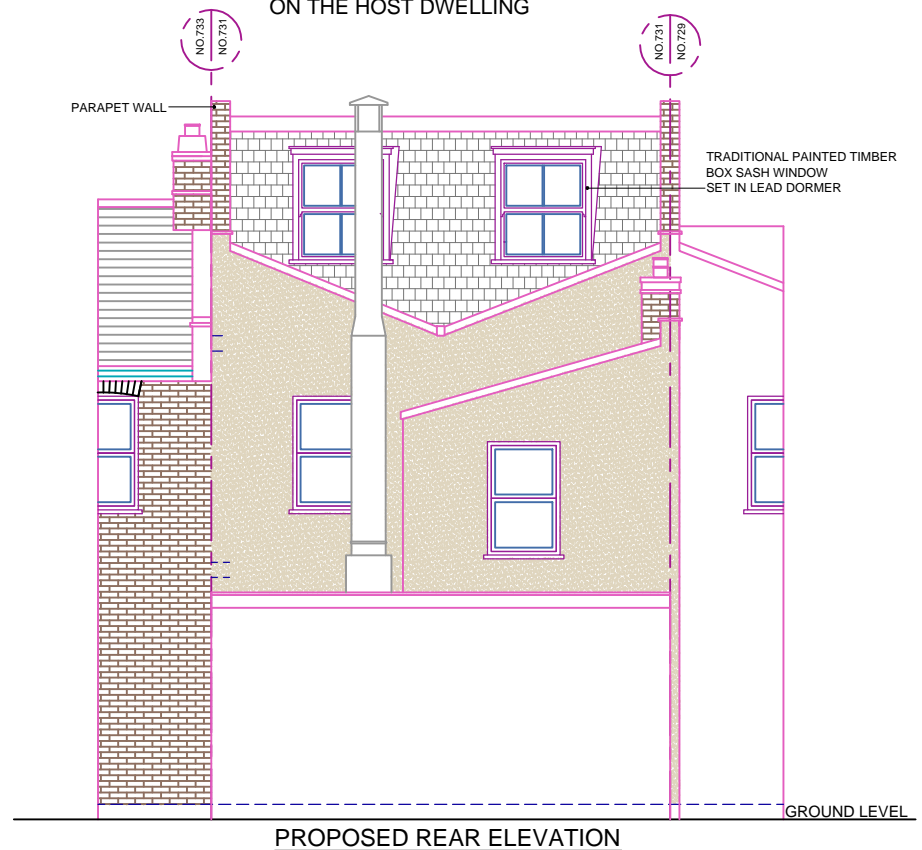 ON THE HOST DWELLING
NO.733
NO.731
NO.731
NO.729
PARAPET WALL
TRADITIONAL PAINTED TIMBER
BOX SASH WINDOW
SET IN LEAD DORMER
GROUND LEVEL
PROPOSED REAR ELEVATION